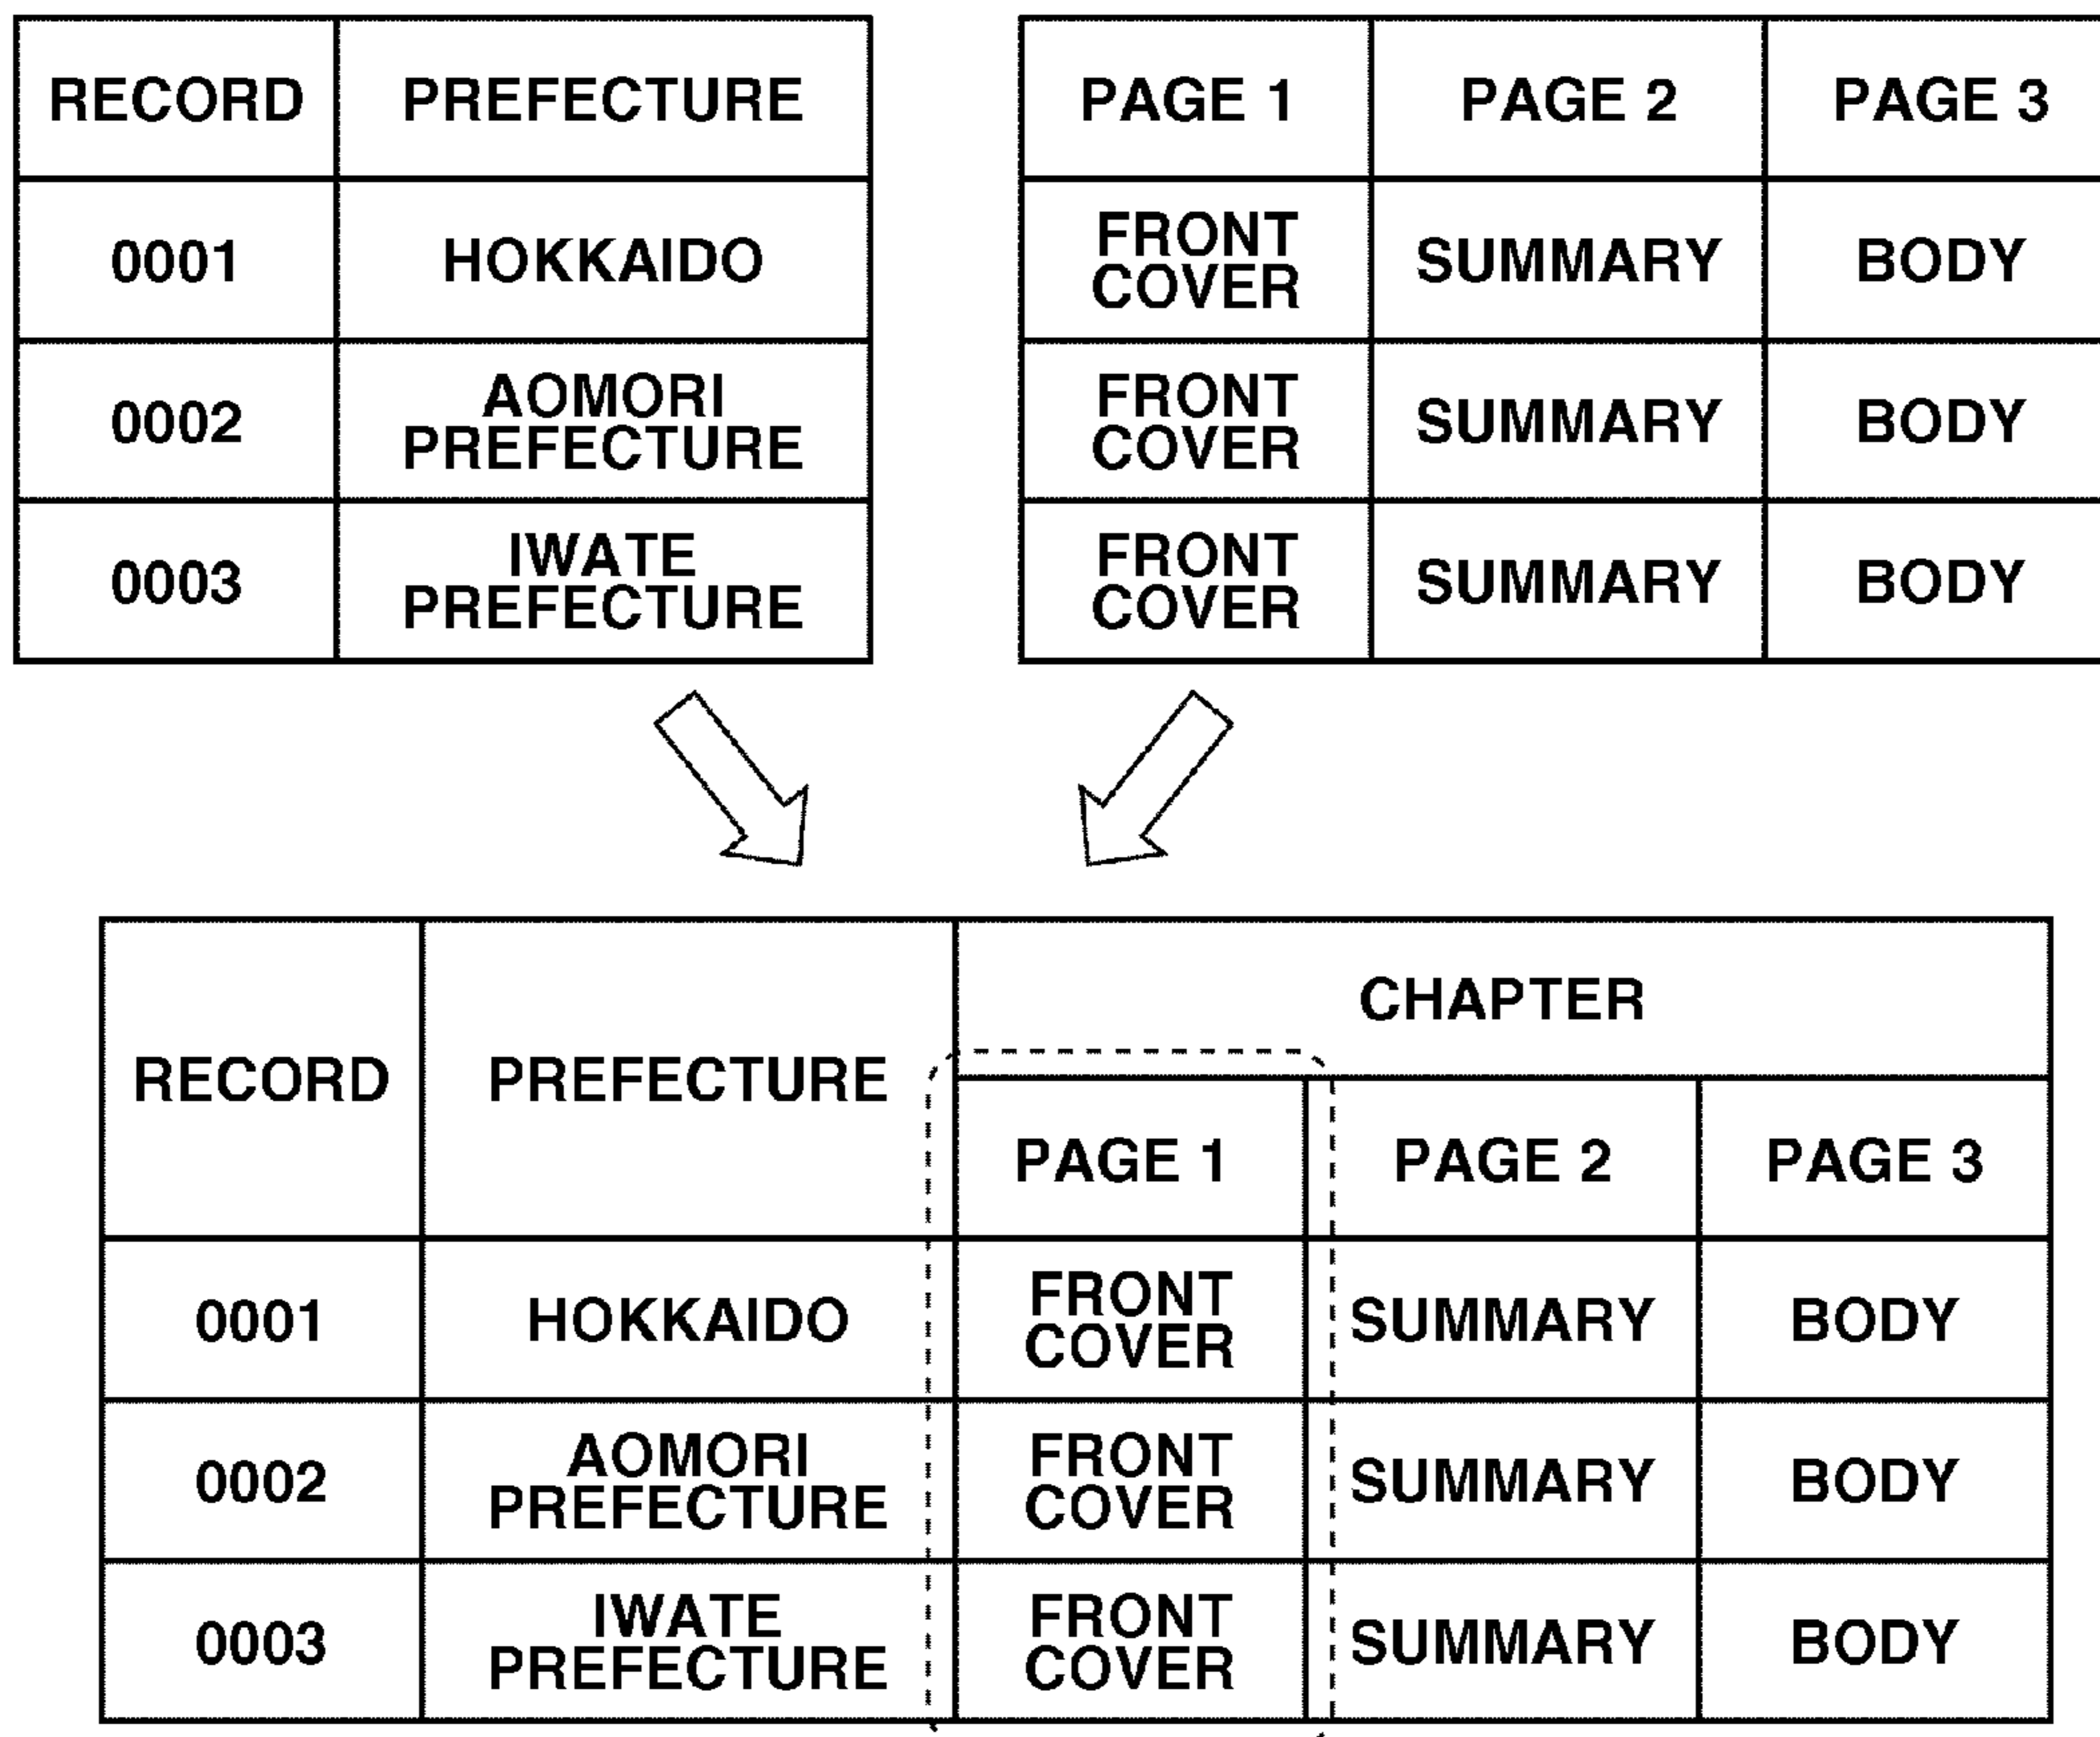 RECORD PREFECTURE
0001 HOKKAIDO
0002 AOMORI PREFECTURE
0003 IWATE PREFECTURE
PAGE 1 PAGE 2 PAGE 3
FRONT COVER SUMMARY BODY
FRONT COVER SUMMARY BODY
FRONT COVER SUMMARY BODY
RECORD PREFECTURE CHAPTER
PAGE 1 PAGE 2 PAGE 3
0001 HOKKAIDO FRONT COVER SUMMARY BODY
0002 AOMORI PREFECTURE FRONT COVER SUMMARY BODY
0003 IWATE PREFECTURE FRONT COVER SUMMARY BODY